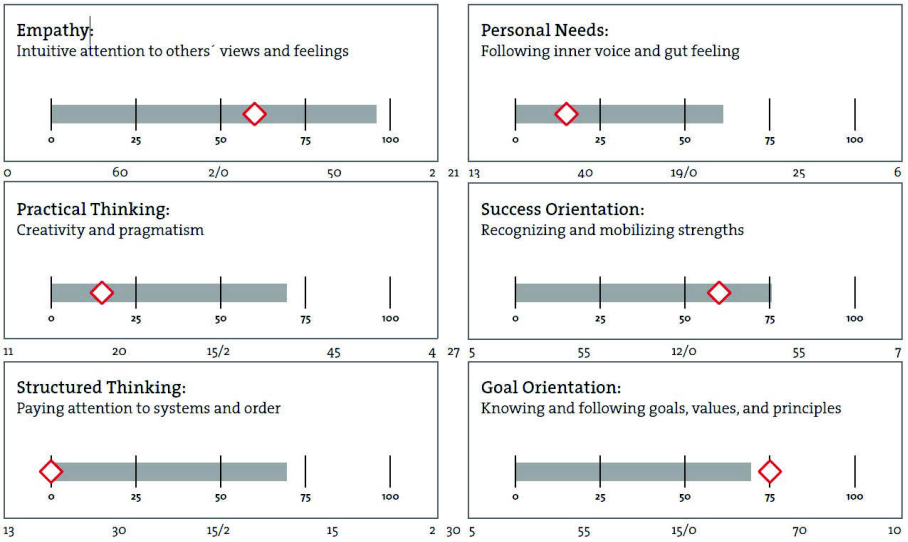 Empathy:
Intuitive attention to others´ views and feelings
0 25 50 75 100
0 60 2/0 50 2 21
Personal Needs:
Following inner voice and gut feeling
0 25 50 75 100
13 40 19/0 25 6
Practical Thinking:
Creativity and pragmatism
0 25 50 75 100
11 20 15/2 45 4 27
Success Orientation:
Recognizing and mobilizing strengths
0 25 50 75 100
5 55 12/0 55 7
Structured Thinking:
Paying attention to systems and order
0 25 50 75 100
13 30 15/2 15 2 30
Goal Orientation:
Knowing and following goals, values, and principles
0 25 50 75 100
5 55 15/0 70 10